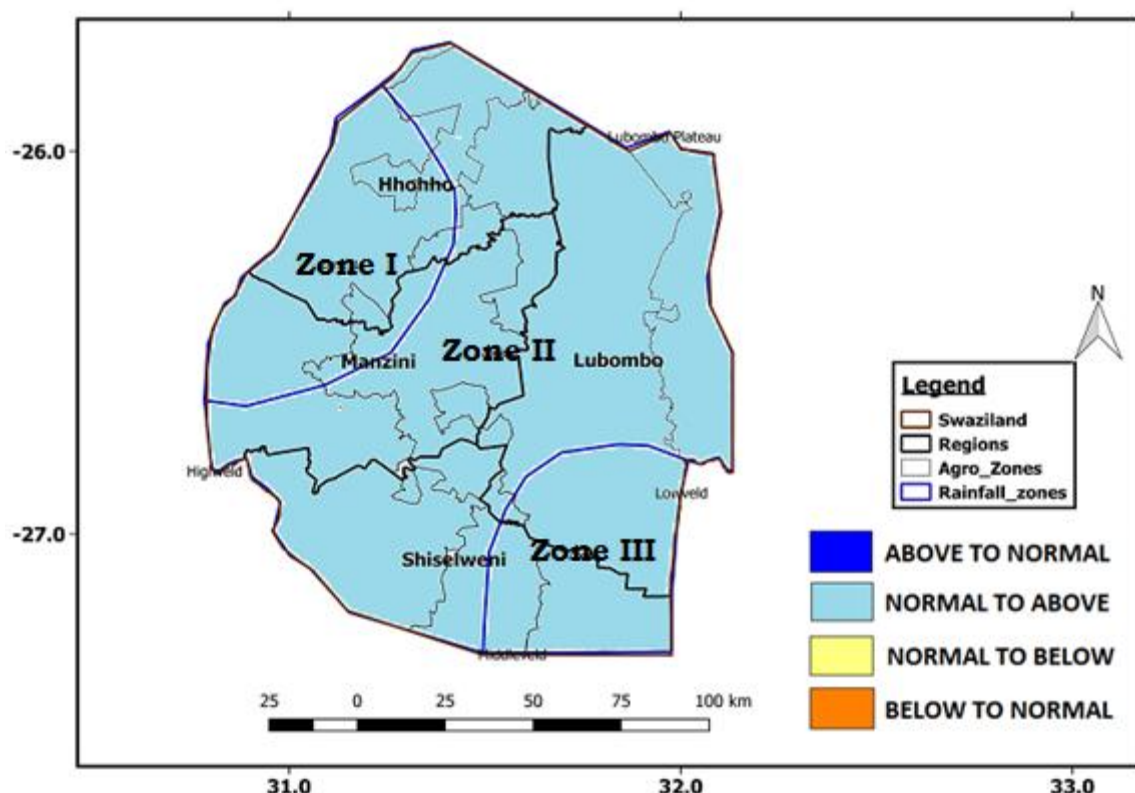 -26.0
-27.0
Lubombo Plateau
Hhohho
Zone I
Manzini
Zone II
Lubombo
Highveld
Lowveld
Shiselweni
Zone III
Middleveld
N
Legend
Swaziland
Regions
Agro_Zones
Rainfall_zones
ABOVE TO NORMAL
NORMAL TO ABOVE
NORMAL TO BELOW
BELOW TO NORMAL
25 0 25 50 75 100 km
31.0 32.0 33.0